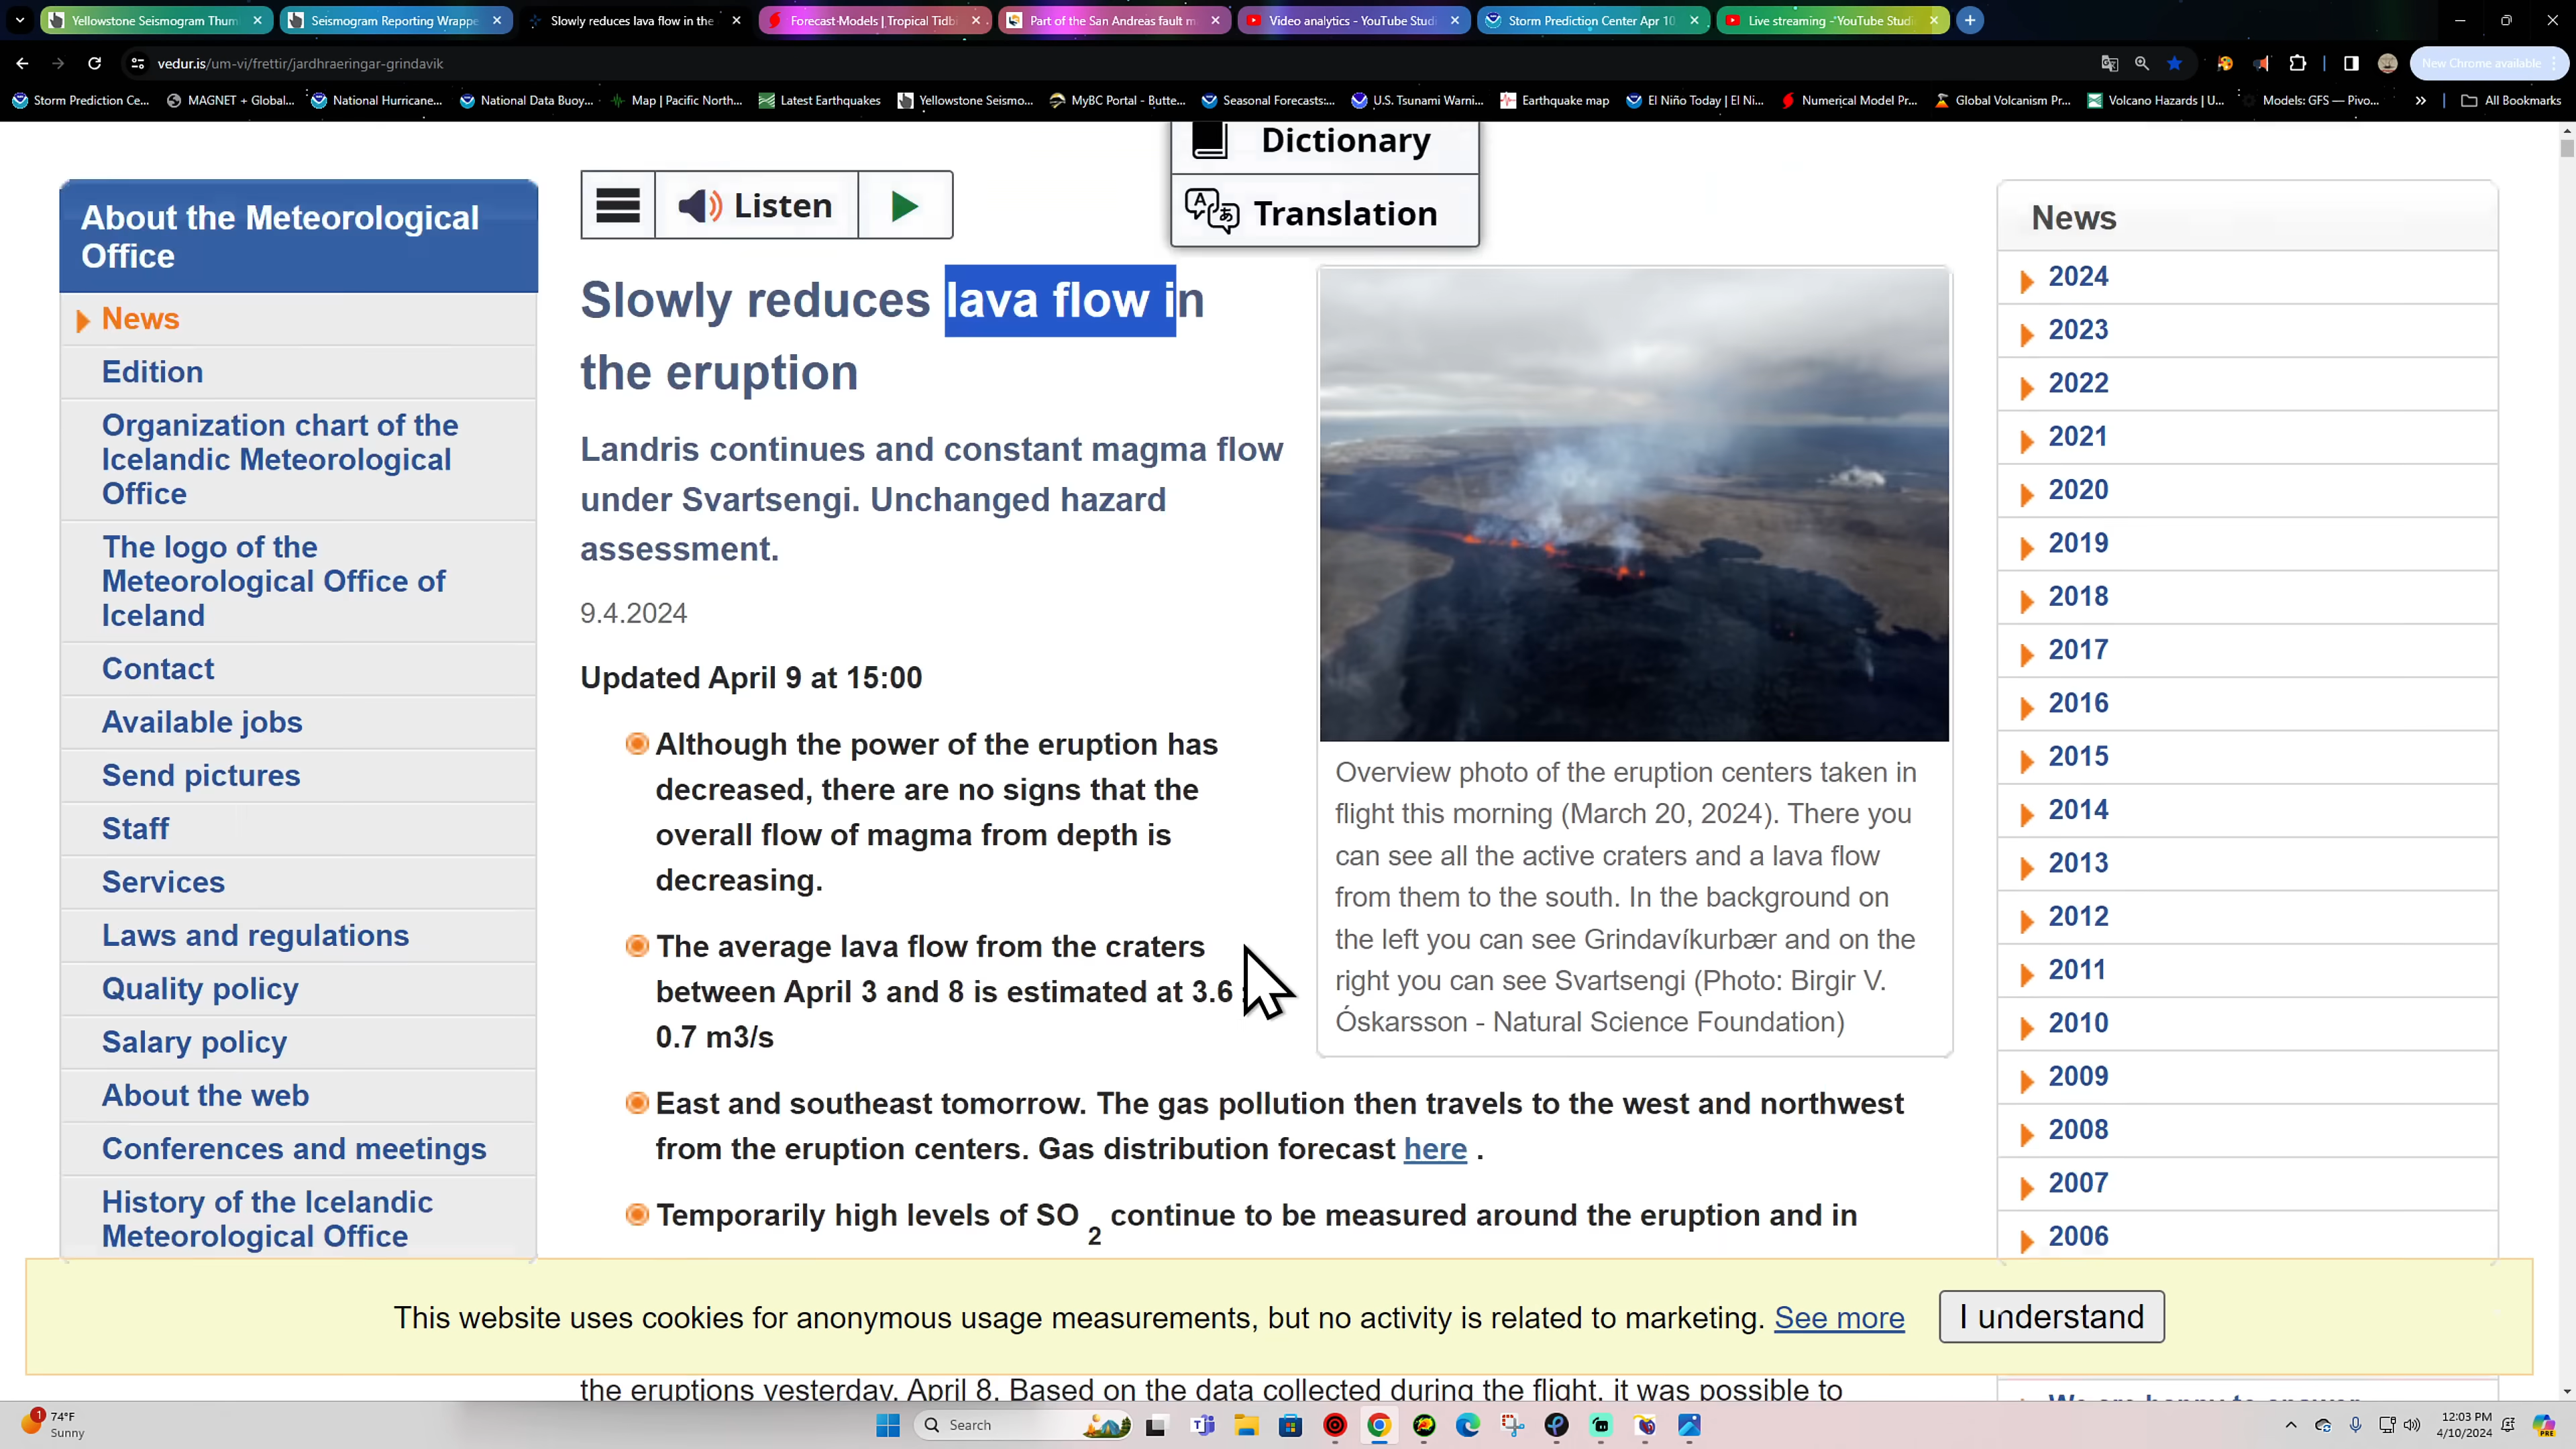 Yellowstone Seismogram Thum
Seismogram Reporting Wrappe
Slowly reduces lava flow in the
Forecast Models | Tropical Tidbi
Part of the San Andreas fault m
Video analytics - YouTube Studi
Storm Prediction Center Apr 10
Live streaming - YouTube Studi
vedur.is/um-vi/frettir/jardhraeringar-grindavik
New Chrome available
Storm Prediction Ce...
MAGNET + Global...
National Hurricane...
National Data Buoy...
Map | Pacific North...
Latest Earthquakes
Yellowstone Seismo...
MyBC Portal - Butte...
Seasonal Forecasts:...
U.S. Tsunami Warni...
Earthquake map
El Niño Today | El Ni...
Numerical Model Pr...
Global Volcanism Pr...
Volcano Hazards | U...
Models: GFS — Pivo...
All Bookmarks
Dictionary
Translation
About the Meteorological
Office
News
Edition
Organization chart of the
Icelandic Meteorological
Office
The logo of the
Meteorological Office of
Iceland
Contact
Available jobs
Send pictures
Staff
Services
Laws and regulations
Quality policy
Salary policy
About the web
Conferences and meetings
History of the Icelandic
Meteorological Office
Listen
Slowly reduces lava flow in
the eruption
Landris continues and constant magma flow
under Svartsengi. Unchanged hazard
assessment.
9.4.2024
Updated April 9 at 15:00
Although the power of the eruption has
decreased, there are no signs that the
overall flow of magma from depth is
decreasing.
The average lava flow from the craters
between April 3 and 8 is estimated at 3.6
0.7 m3/s
East and southeast tomorrow. The gas pollution then travels to the west and northwest
from the eruption centers. Gas distribution forecast here .
Temporarily high levels of SO 2 continue to be measured around the eruption and in
Overview photo of the eruption centers taken in
flight this morning (March 20, 2024). There you
can see all the active craters and a lava flow
from them to the south. In the background on
the left you can see Grindavíkurbær and on the
right you can see Svartsengi (Photo: Birgir V.
Óskarsson - Natural Science Foundation)
News
2024
2023
2022
2021
2020
2019
2018
2017
2016
2015
2014
2013
2012
2011
2010
2009
2008
2007
2006
This website uses cookies for anonymous usage measurements, but no activity is related to marketing. See more
I understand
the eruptions yesterday, April 8. Based on the data collected during the flight, it was possible to
We are happy to answer
1
74°F
Sunny
Search
12:03 PM
4/10/2024
PRE